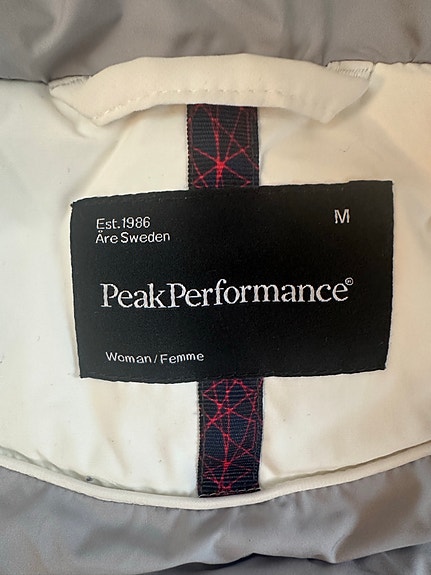 Est.1986
Åre Sweden
M
PeakPerformance®
Woman/Femme